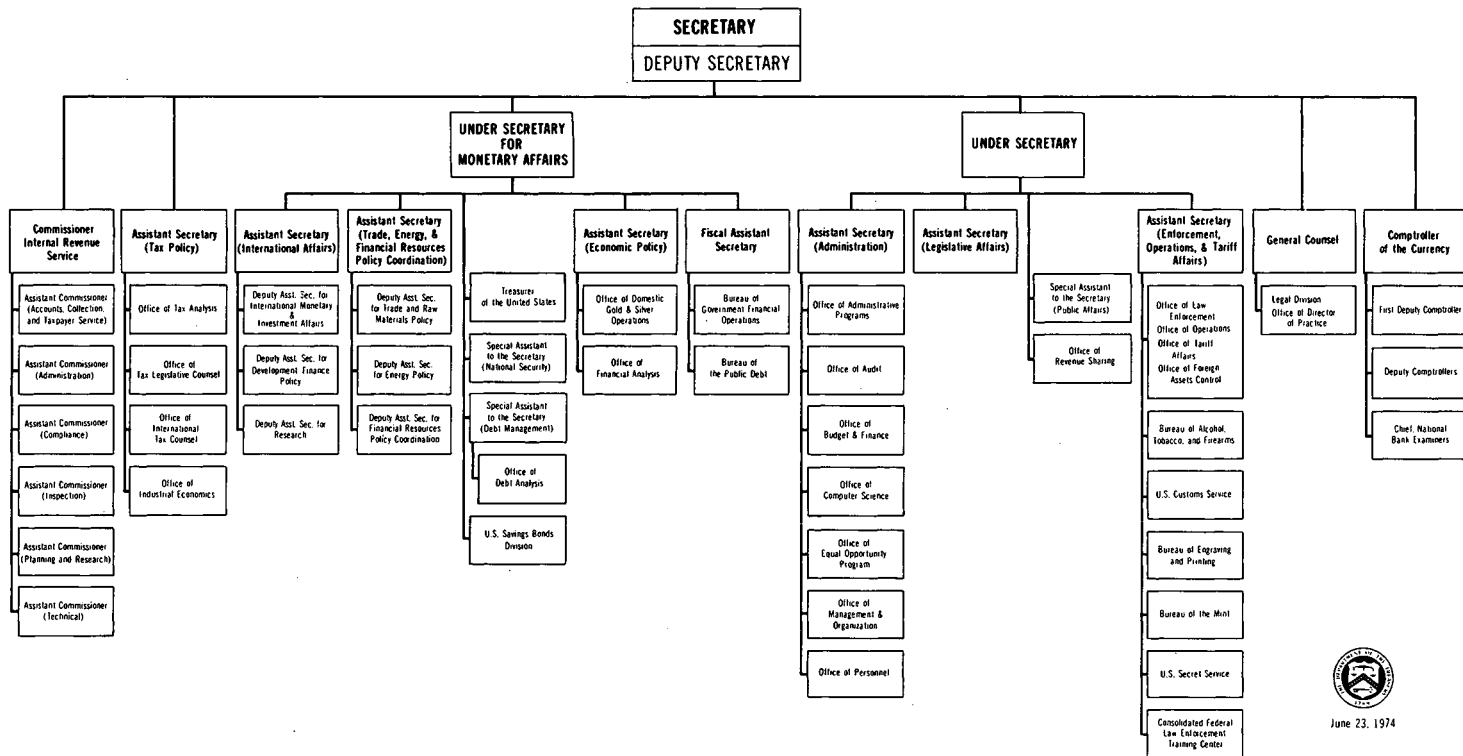 SECRETARY
DEPUTY SECRETARY
UNDER SECRETARY
FOR
MONETARY AFFAIRS
UNDER SECRETARY
Commissioner
Internal Revenue
Service
Assistant Commissioner
(Accounts, Collection,
and Taxpayer Service)
Assistant Commissioner
(Administration)
Assistant Commissioner
(Compliance)
Assistant Commissioner
(Inspection)
Assistant Commissioner
(Planning and Research)
Assistant Commissioner
(Technical)
Assistant Secretary
(Tax Policy)
Office of Tax Analysis
Office of
Tax Legislative Counsel
Office of
International
Tax Counsel
Office of
Industrial Economics
Assistant Secretary
(International Affairs)
Deputy Asst. Sec. for
International Monetary
&
Investment Affairs
Deputy Asst. Sec. for
Development Finance
Policy
Deputy Asst. Sec. for
Research
Assistant Secretary
(Trade, Energy, &
Financial Resources
Policy Coordination)
Deputy Asst. Sec.
for Trade and Raw
Materials Policy
Deputy Asst. Sec.
for Energy Policy
Deputy Asst. Sec. for
Financial Resources
Policy Coordination
Treasurer
of the United States
Special Assistant
to the Secretary
(National Security)
Special Assistant
to the Secretary
(Debt Management)
Office of
Debt Analysis
U.S. Savings Bonds
Division
Assistant Secretary
(Economic Policy)
Office of Domestic
Gold & Silver
Operations
Office of
Financial Analysis
Fiscal Assistant
Secretary
Bureau of
Government Financial
Operations
Bureau of
the Public Debt
Assistant Secretary
(Administration)
Office of Administrative
Programs
Office of Audit
Office of
Budget & Finance
Office of
Computer Science
Office of
Equal Opportunity
Program
Office of
Management &
Organization
Office of Personnel
Assistant Secretary
(Legislative Affairs)
Special Assistant
to the Secretary
(Public Affairs)
Office of
Revenue Sharing
Assistant Secretary
(Enforcement,
Operations, & Tariff
Affairs)
Office of Law
Enforcement
Office of Operations
Office of Tariff
Affairs
Office of Foreign
Assets Control
Bureau of Alcohol,
Tobacco, and Firearms
U.S. Customs Service
Bureau of Engraving
and Printing
Bureau of the Mint
U.S. Secret Service
Consolidated Federal
Law Enforcement
Training Center
General Counsel
Legal Division
Office of Director
of Practice
Comptroller
of the Currency
First Deputy Comptroller
Deputy Comptrollers
Chief, National
Bank Examiners
THE DEPARTMENT OF THE TREASURY
1789
June 23, 1974